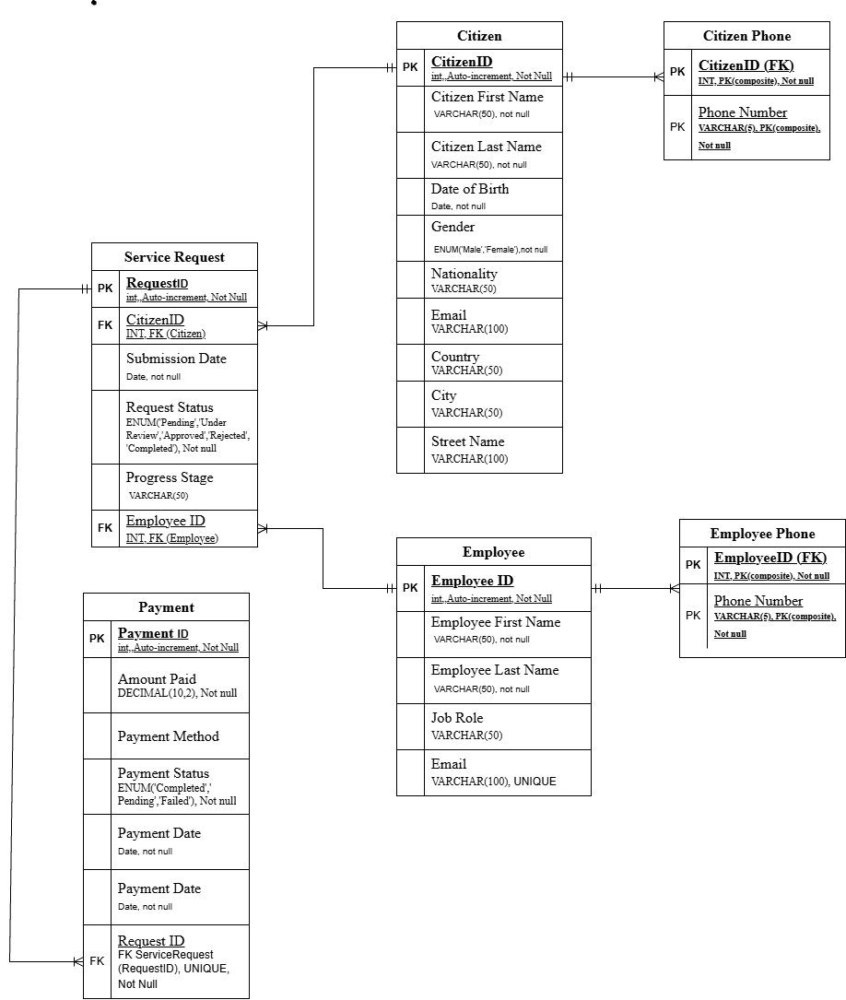 Citizen
PK
CitizenID
int,,Auto-increment, Not Null
Citizen First Name
VARCHAR(50), not null
Citizen Last Name
VARCHAR(50), not null
Date of Birth
Date, not null
Gender
ENUM('Male','Female'),not null
Nationality
VARCHAR(50)
Email
VARCHAR(100)
Country
VARCHAR(50)
City
VARCHAR(50)
Street Name
VARCHAR(100)
Citizen Phone
PK
CitizenID (FK)
INT, PK(composite), Not null
PK
Phone Number
VARCHAR(5), PK(composite),
Not null
Service Request
PK
RequestID
int,,Auto-increment, Not Null
FK
CitizenID
INT, FK (Citizen)
Submission Date
Date, not null
Request Status
ENUM('Pending','Under
Review','Approved','Rejected',
'Completed'), Not null
Progress Stage
VARCHAR(50)
FK
Employee ID
INT, FK (Employee)
Employee
PK
Employee ID
int,,Auto-increment, Not Null
Employee First Name
VARCHAR(50), not null
Employee Last Name
VARCHAR(50), not null
Job Role
VARCHAR(50)
Email
VARCHAR(100), UNIQUE
Employee Phone
PK
EmployeeID (FK)
INT, PK(composite), Not null
PK
Phone Number
VARCHAR(5), PK(composite),
Not null
Payment
PK
Payment ID
int,,Auto-increment, Not Null
Amount Paid
DECIMAL(10,2), Not null
Payment Method
Payment Status
ENUM('Completed','
Pending','Failed'), Not null
Payment Date
Date, not null
Payment Date
Date, not null
FK
Request ID
FK ServiceRequest
(RequestID), UNIQUE,
Not Null